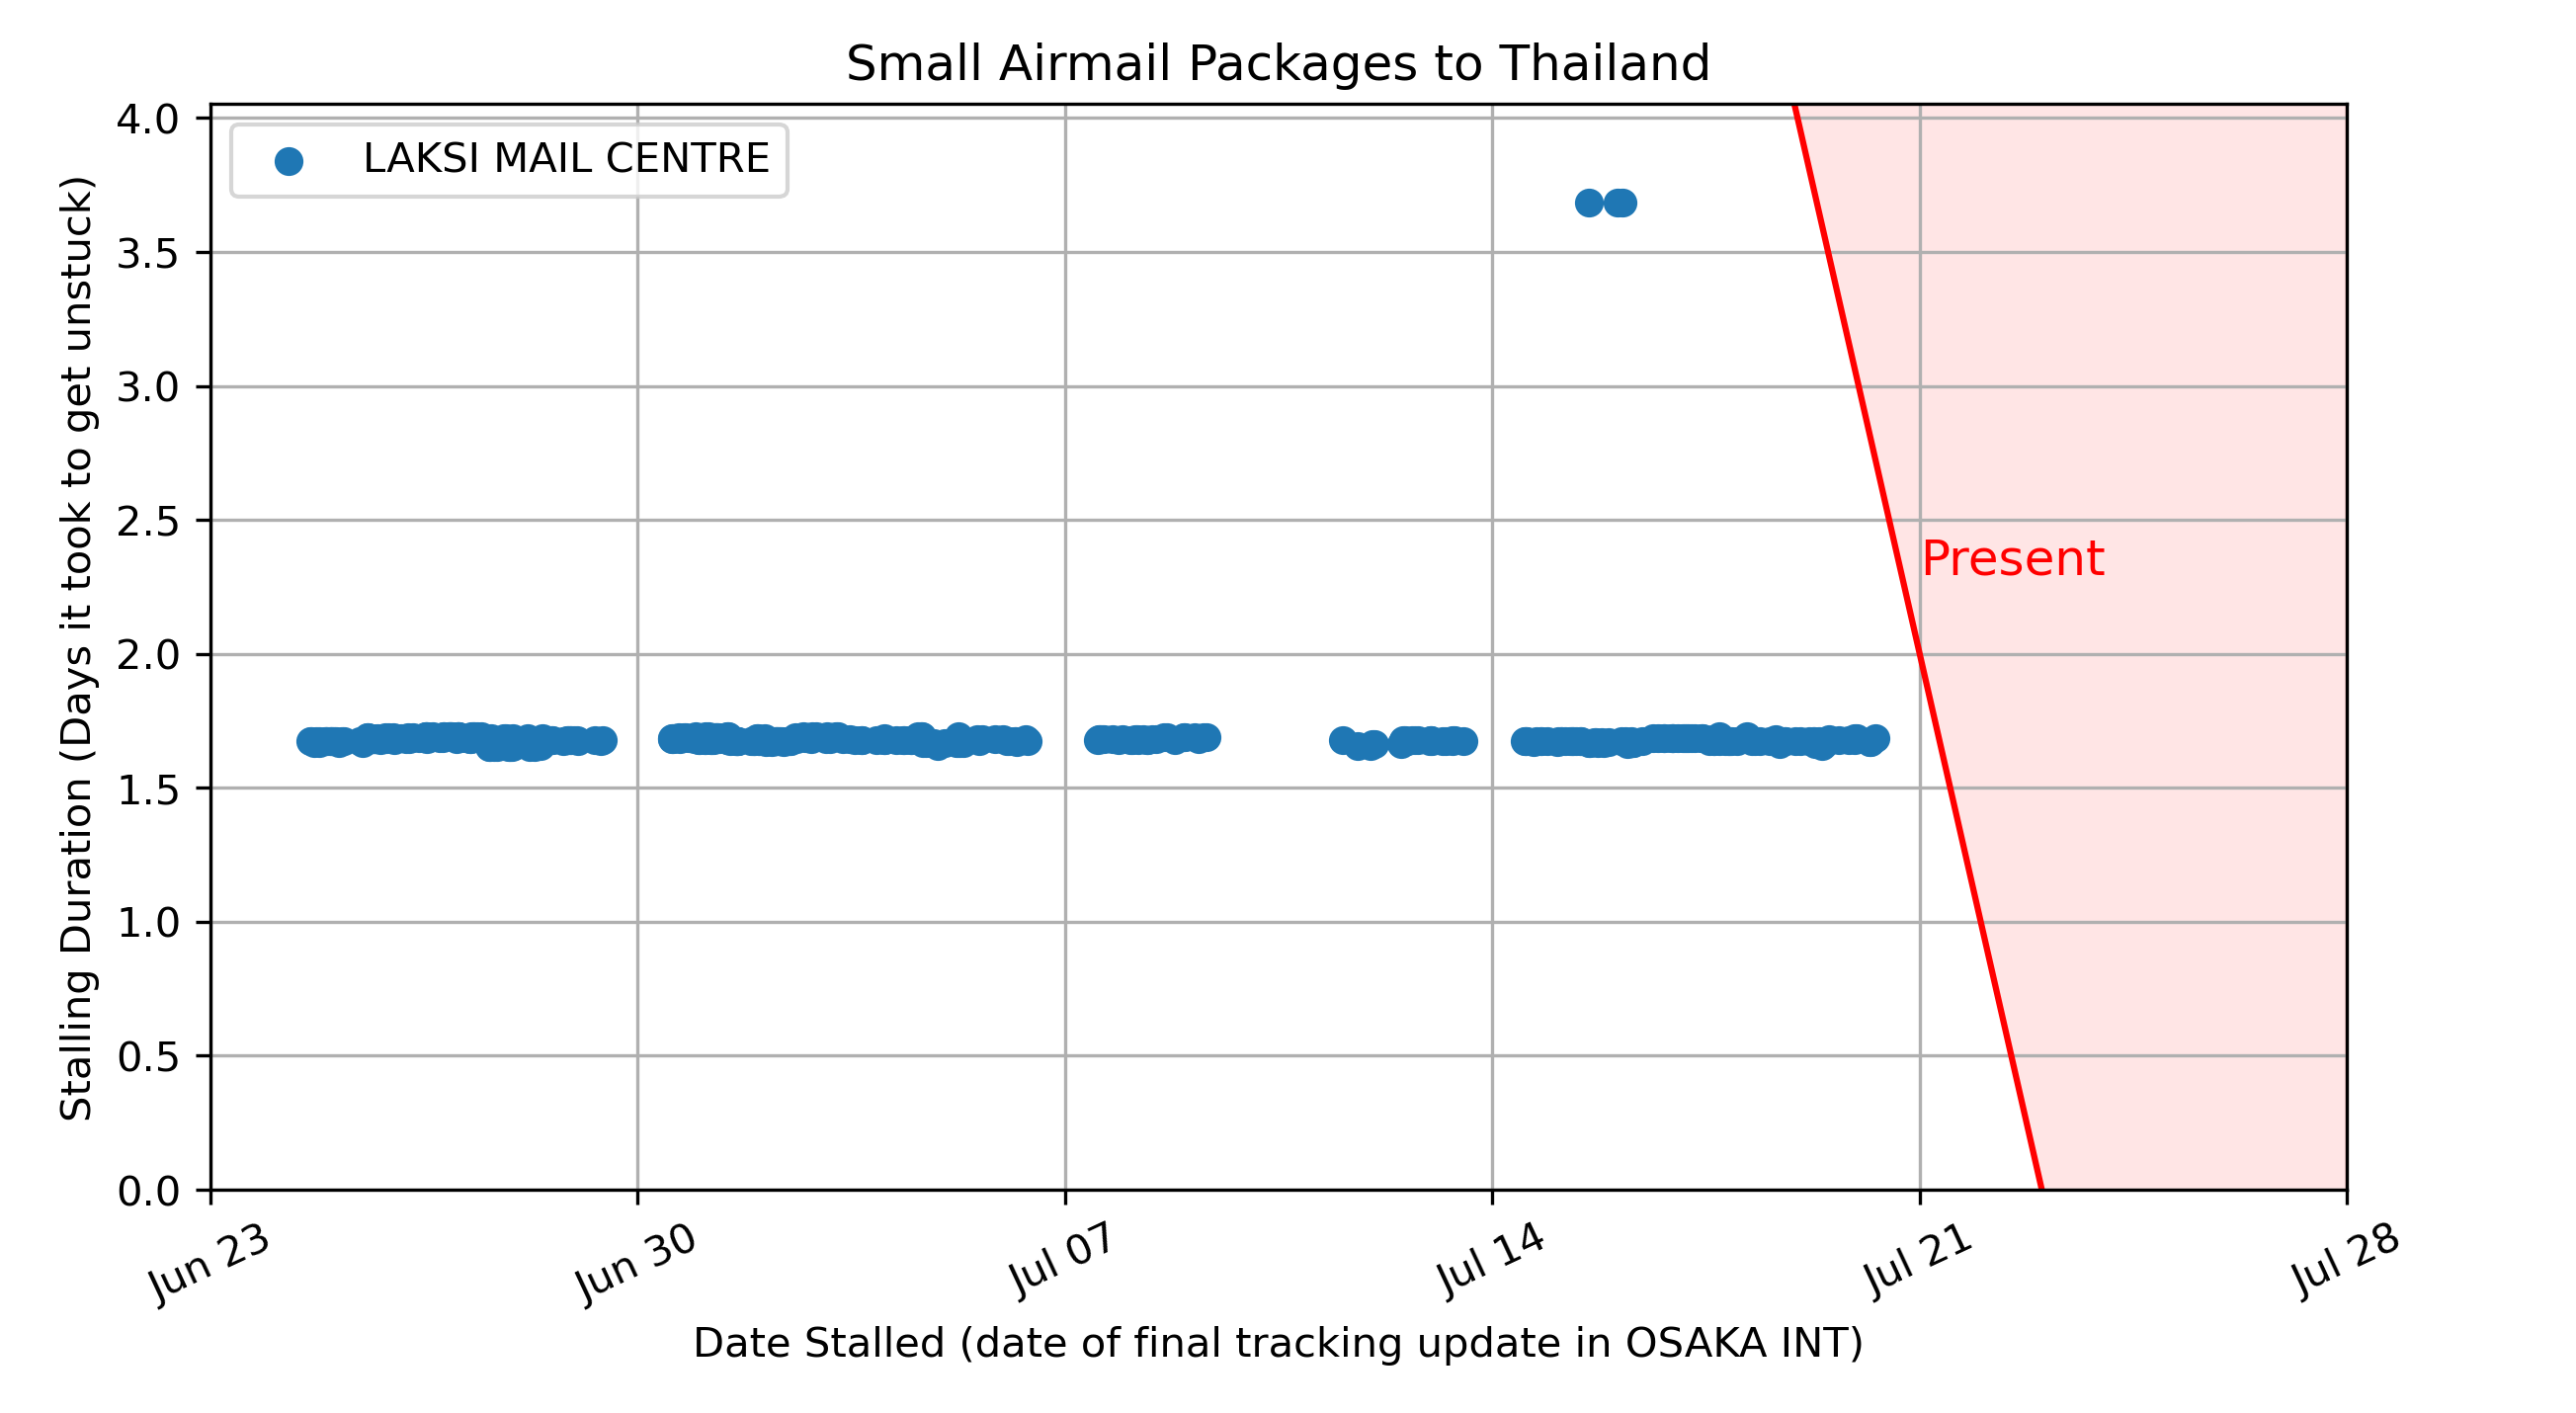 Small Airmail Packages to Thailand
LAKSI MAIL CENTRE
Stalling Duration (Days it took to get unstuck)
4.0
3.5
3.0
2.5
2.0
1.5
1.0
0.5
0.0
Present
Jun 23
Jun 30
Jul 07
Jul 14
Jul 21
Jul 28
Date Stalled (date of final tracking update in OSAKA INT)